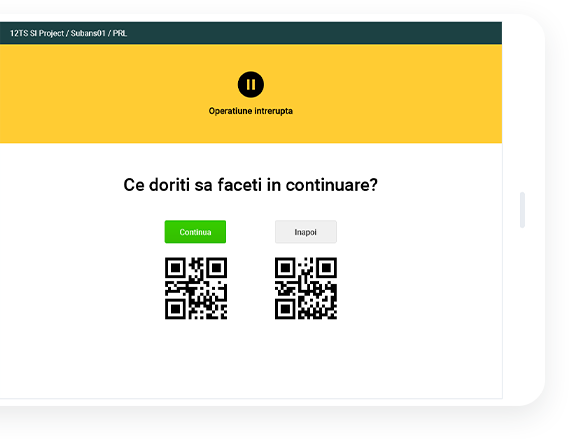 12TS SI Project / Subans01 / PRL
Operatiune intrerupta
Ce doriti sa faceti in continuare?
Continua
Inapoi